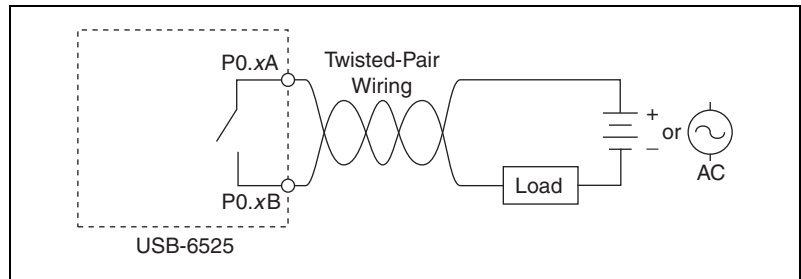 P0.xA
Twisted-Pair
Wiring
+
or
–
AC
Load
P0.xB
USB-6525